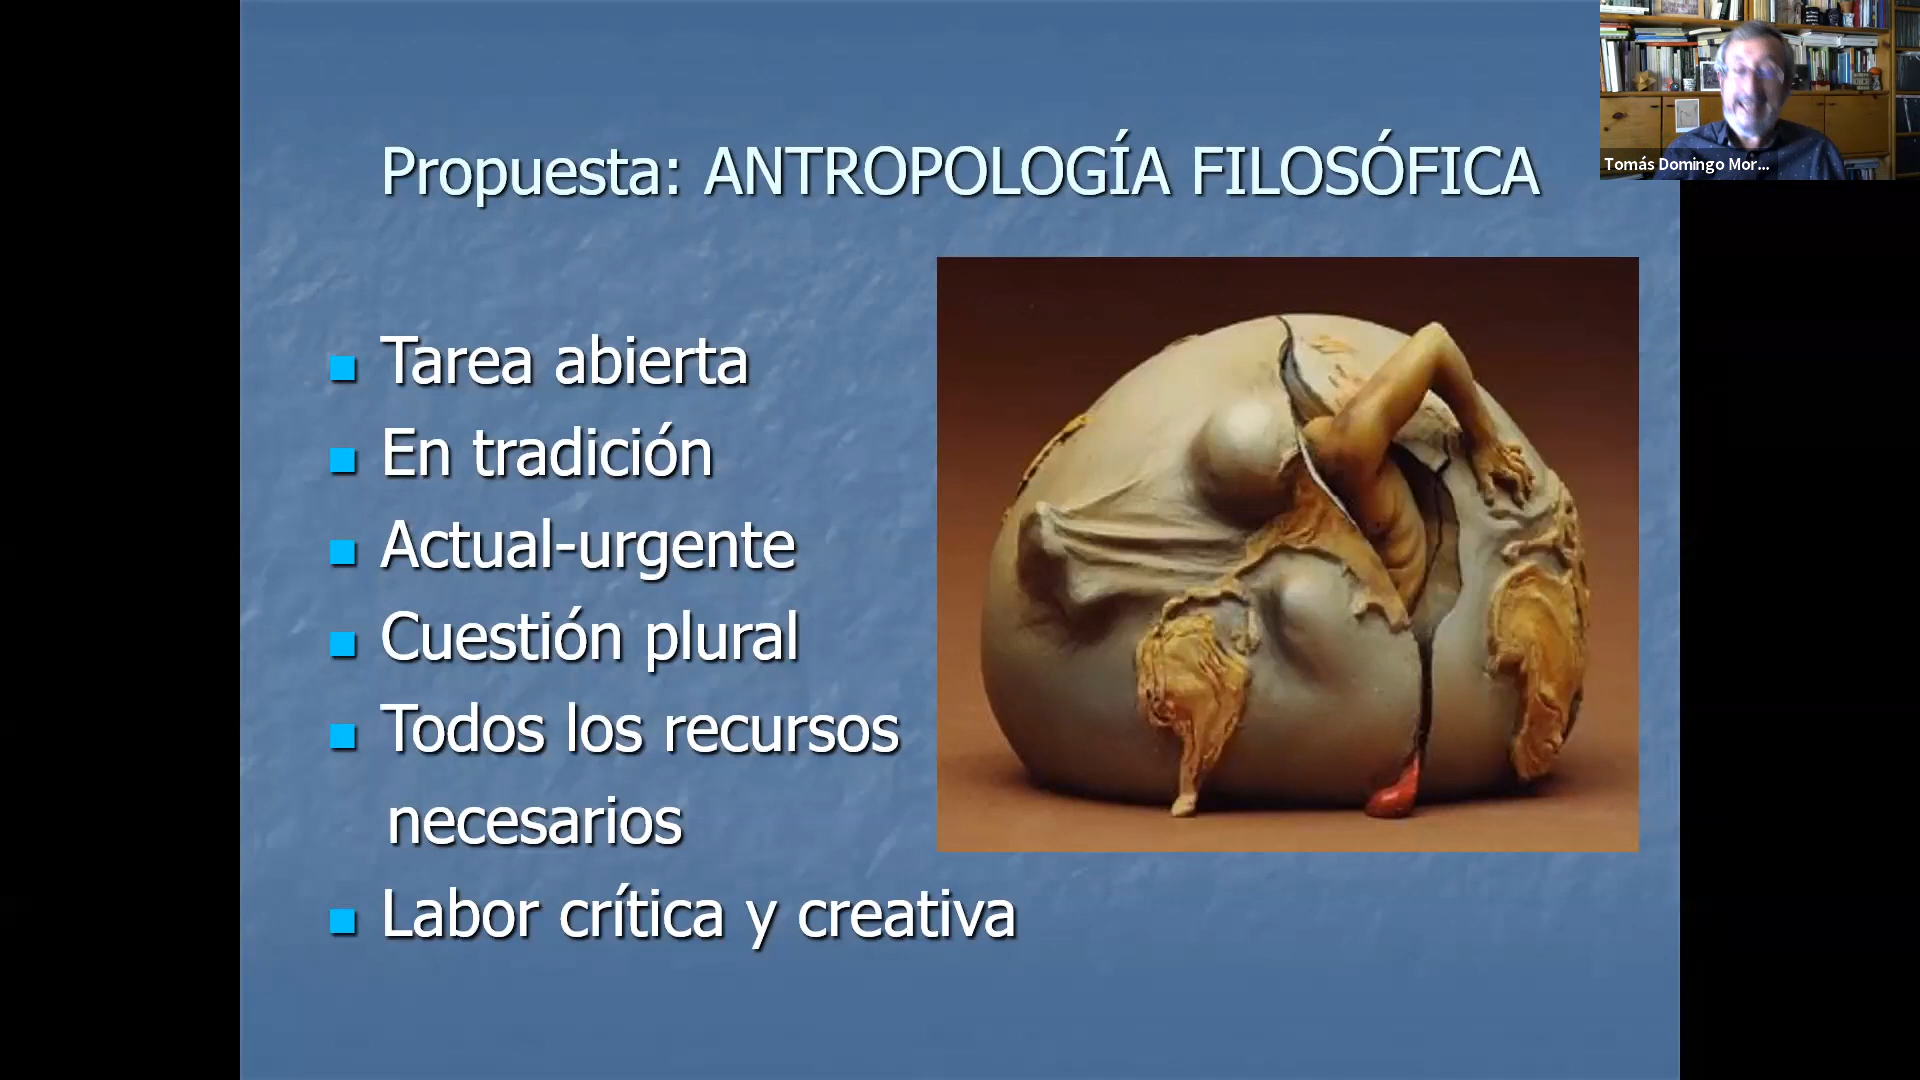 Propuesta: ANTROPOLOGÍA FILOSÓFICA
Tarea abierta
En tradición
Actual-urgente
Cuestión plural
Todos los recursos
necesarios
Labor crítica y creativa
Tomás Domingo Mor...